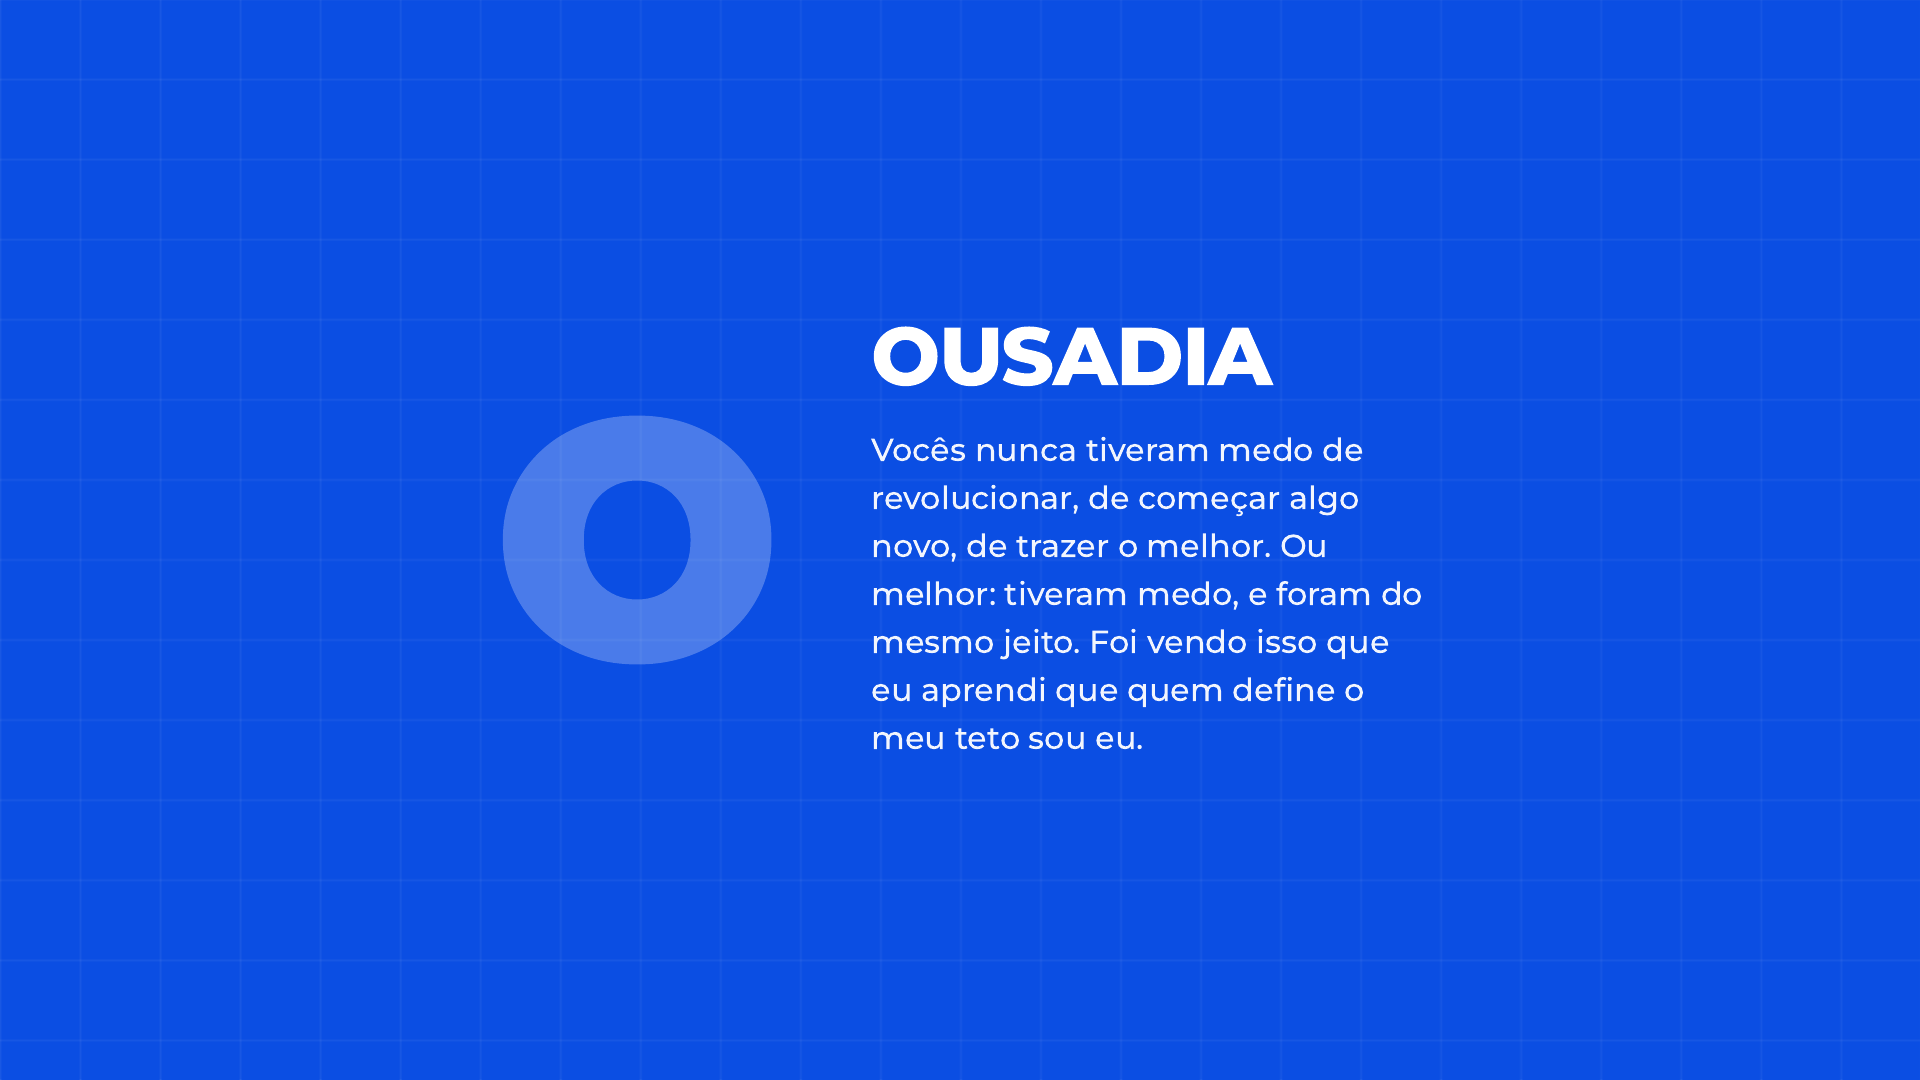 O
OUSADIA
Vocês nunca tiveram medo de
revolucionar, de começar algo
novo, de trazer o melhor. Ou
melhor: tiveram medo, e foram do
mesmo jeito. Foi vendo isso que
eu aprendi que quem define o
meu teto sou eu.